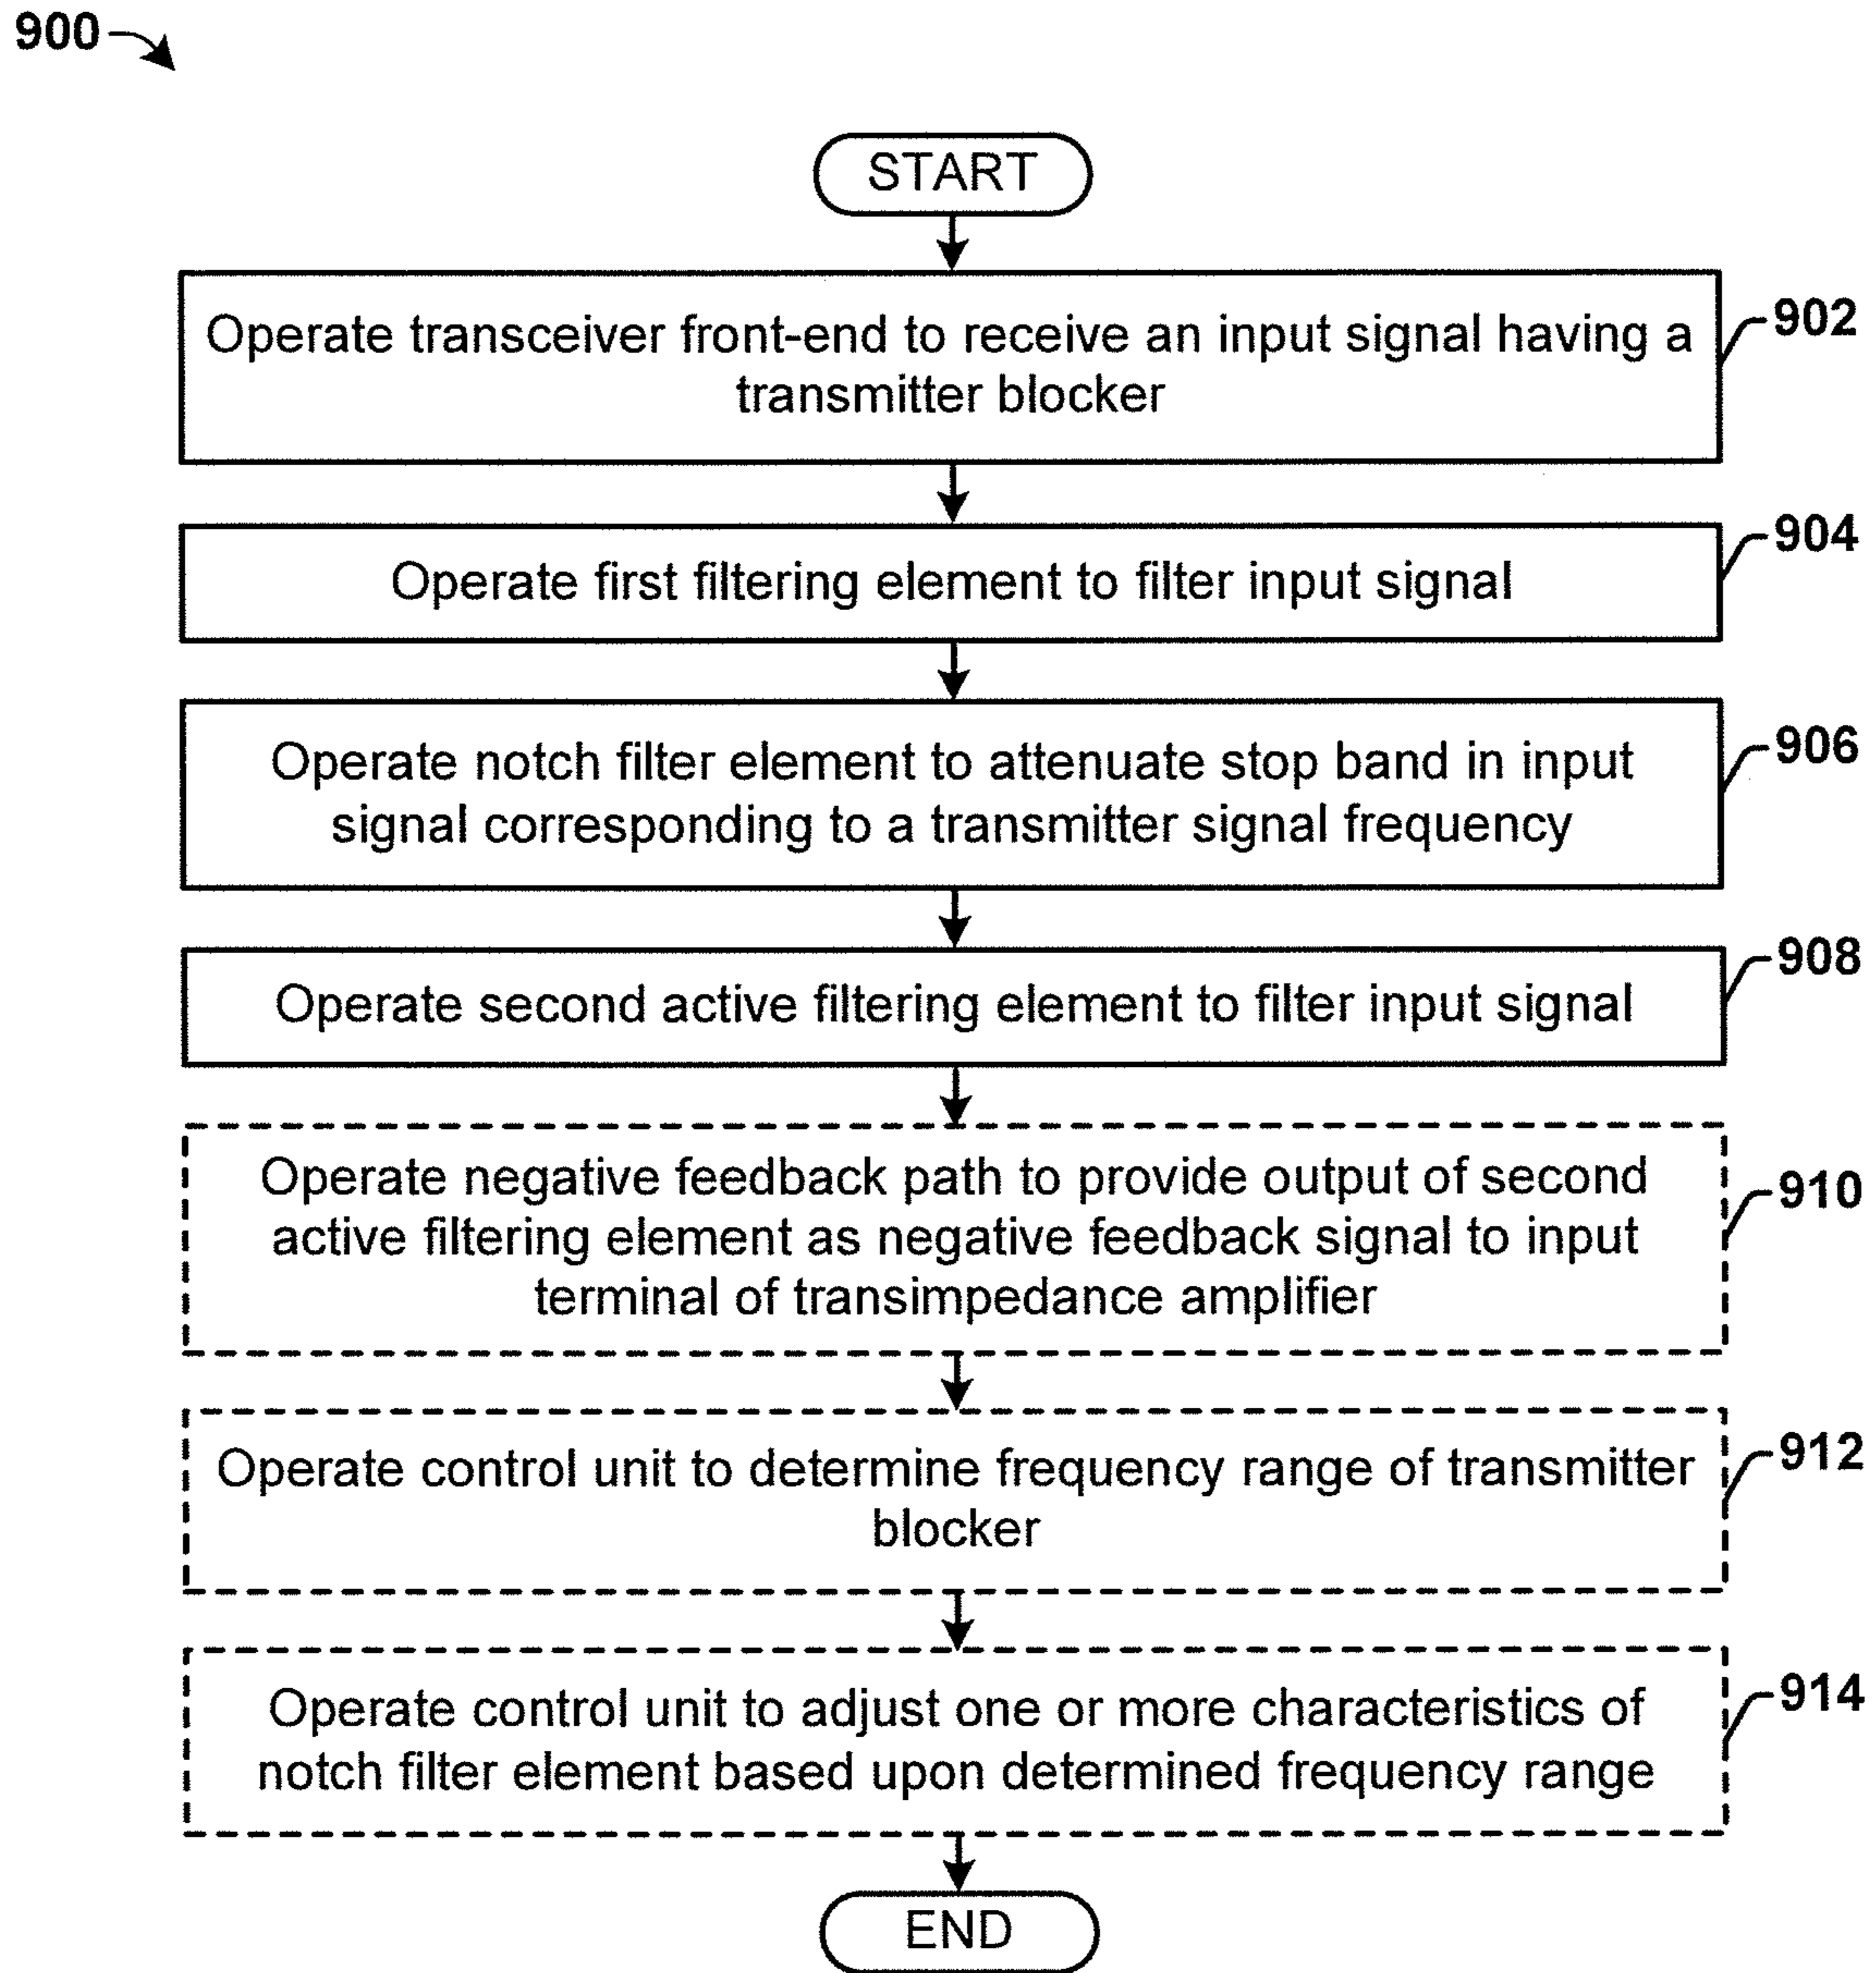 900
START
Operate transceiver front-end to receive an input signal having a
transmitter blocker
902
Operate first filtering element to filter input signal
904
Operate notch filter element to attenuate stop band in input
signal corresponding to a transmitter signal frequency
906
Operate second active filtering element to filter input signal
908
Operate negative feedback path to provide output of second
active filtering element as negative feedback signal to input
terminal of transimpedance amplifier
910
Operate control unit to determine frequency range of transmitter
blocker
912
Operate control unit to adjust one or more characteristics of
notch filter element based upon determined frequency range
914
END